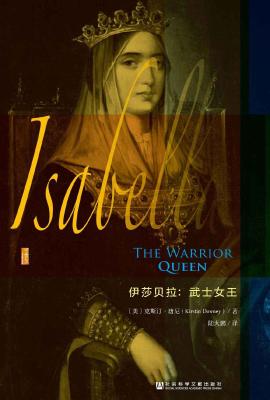 Isabella
THE WARRIOR
QUEEN
伊莎贝拉：武士女王
〔美〕克斯汀·唐尼（Kirstin Downey）著
陆大鹏 / 译
社会科学文献出版社